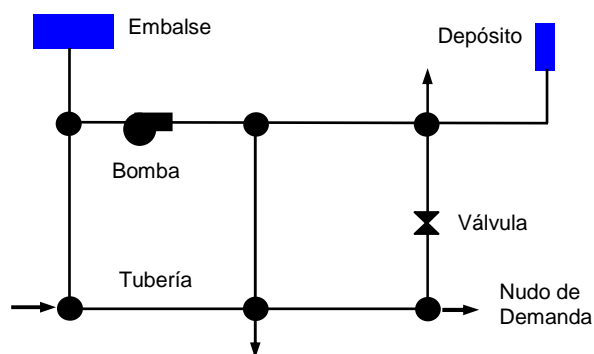 Embalse
Depósito
Bomba
Válvula
Tubería
Nudo de
Demanda